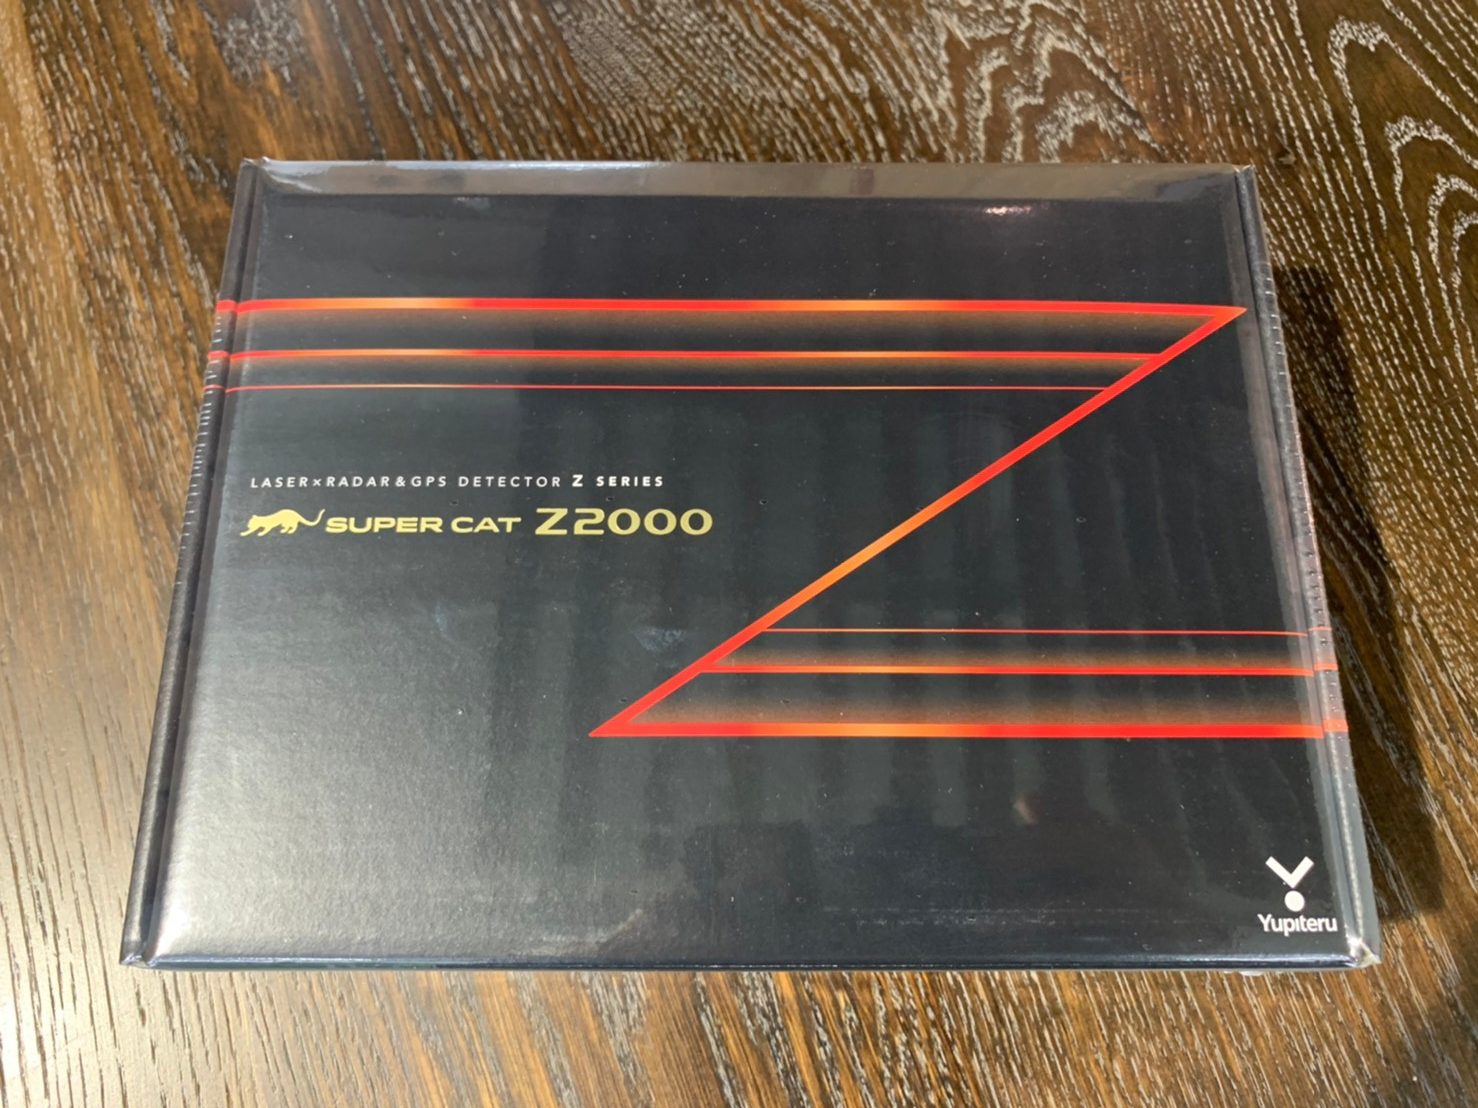 LASER×RADAR&GPS DETECTOR Z SERIES
SUPER CAT Z2000
Yupiteru